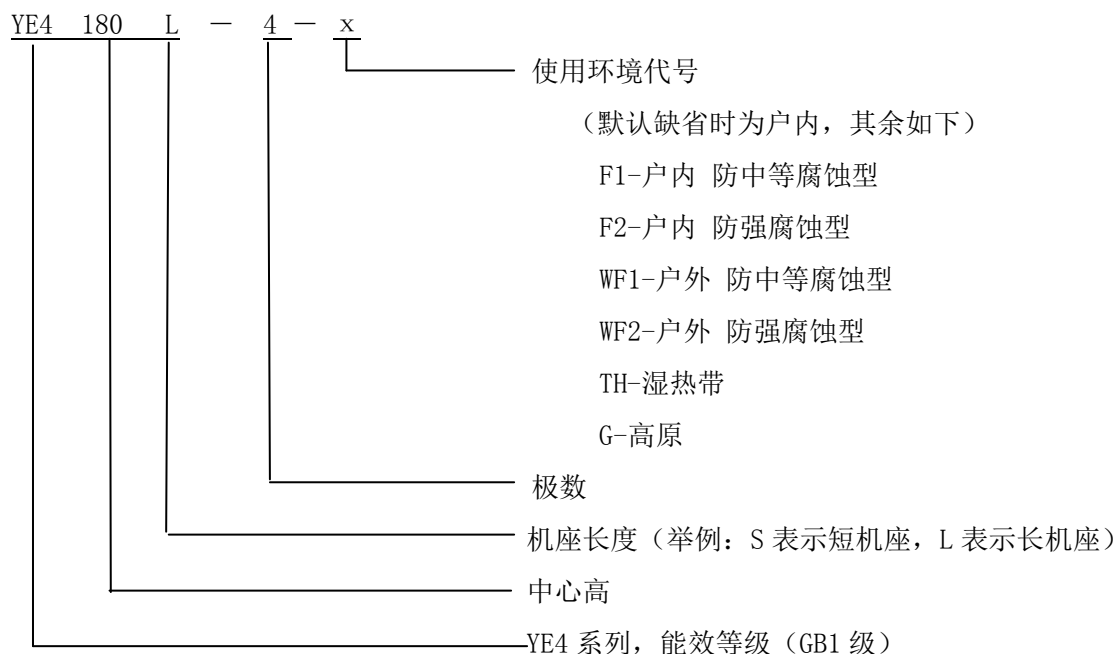 YE4 180 L － 4－ x
使用环境代号
（默认缺省时为户内，其余如下）
F1-户内 防中等腐蚀型
F2-户内 防强腐蚀型
WF1-户外 防中等腐蚀型
WF2-户外 防强腐蚀型
TH-湿热带
G-高原
极数
机座长度（举例：S 表示短机座，L 表示长机座）
中心高
YE4 系列，能效等级（GB1 级）